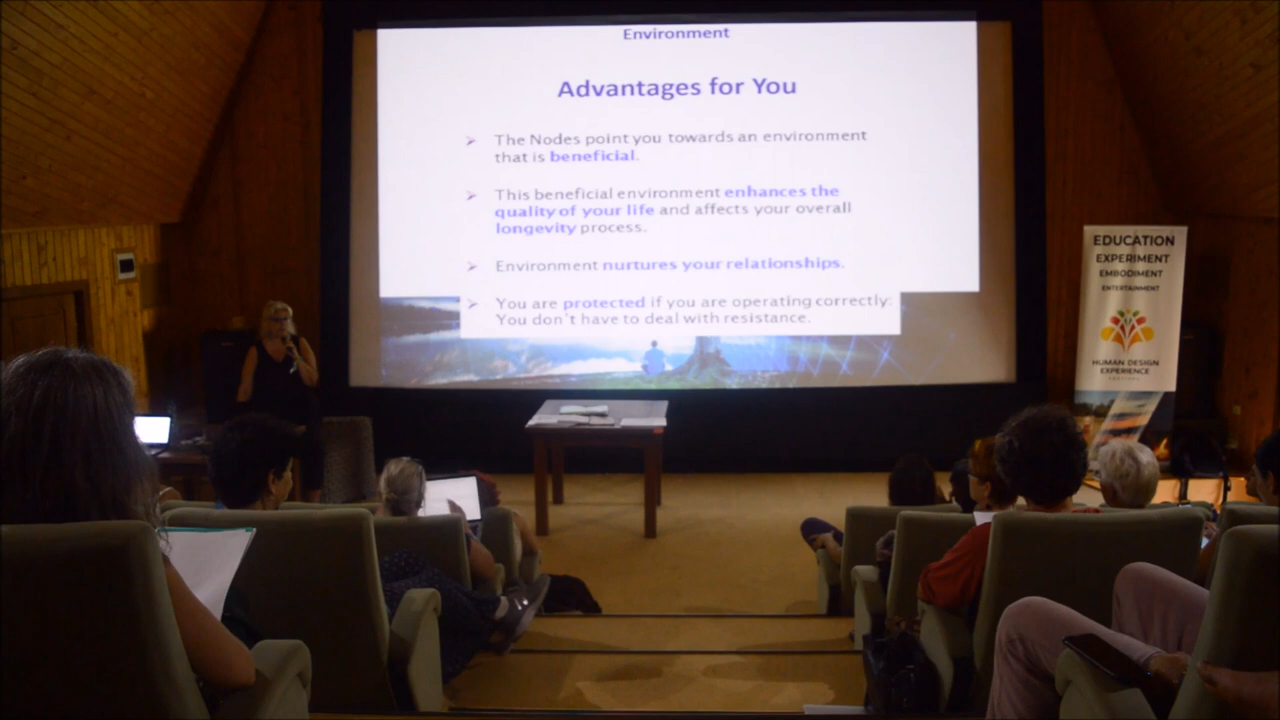 Environment
Advantages for You
➢ The Nodes point you towards an environment
that is beneficial.
➢ This beneficial environment enhances the
quality of your life and affects your overall
longevity process.
➢ Environment nurtures your relationships.
➢ You are protected if you are operating correctly:
You don't have to deal with resistance.
EDUCATION
EXPERIMENT
EMBODIMENT
ENTERTAINMENT
HUMAN DESIGN
EXPERIENCE
FESTIVAL